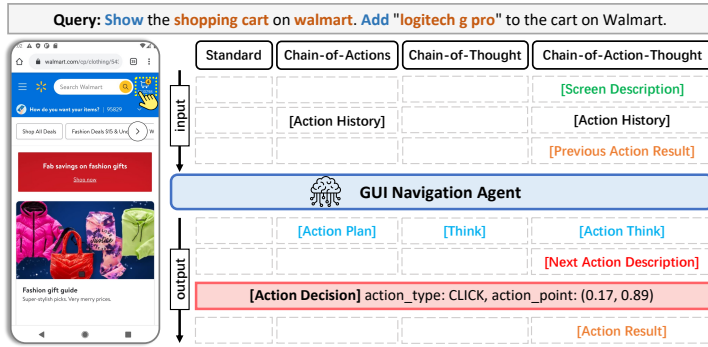 Query: Show the shopping cart on walmart. Add "logitech g pro" to the cart on Walmart.
walmart.com/cp/clothing/54
Search Walmart
How do you want your items? | 95829
Shop All Deals
Fashion Deals $15 & Und
W
Fab savings on fashion gifts
Shop now
Fashion gift guide
Super-stylish picks. Very merry prices.
Standard
Chain-of-Actions
Chain-of-Thought
Chain-of-Action-Thought
input
[Screen Description]
[Action History]
[Action History]
[Previous Action Result]
GUI Navigation Agent
output
[Action Plan]
[Think]
[Action Think]
[Next Action Description]
[Action Decision] action_type: CLICK, action_point: (0.17, 0.89)
[Action Result]